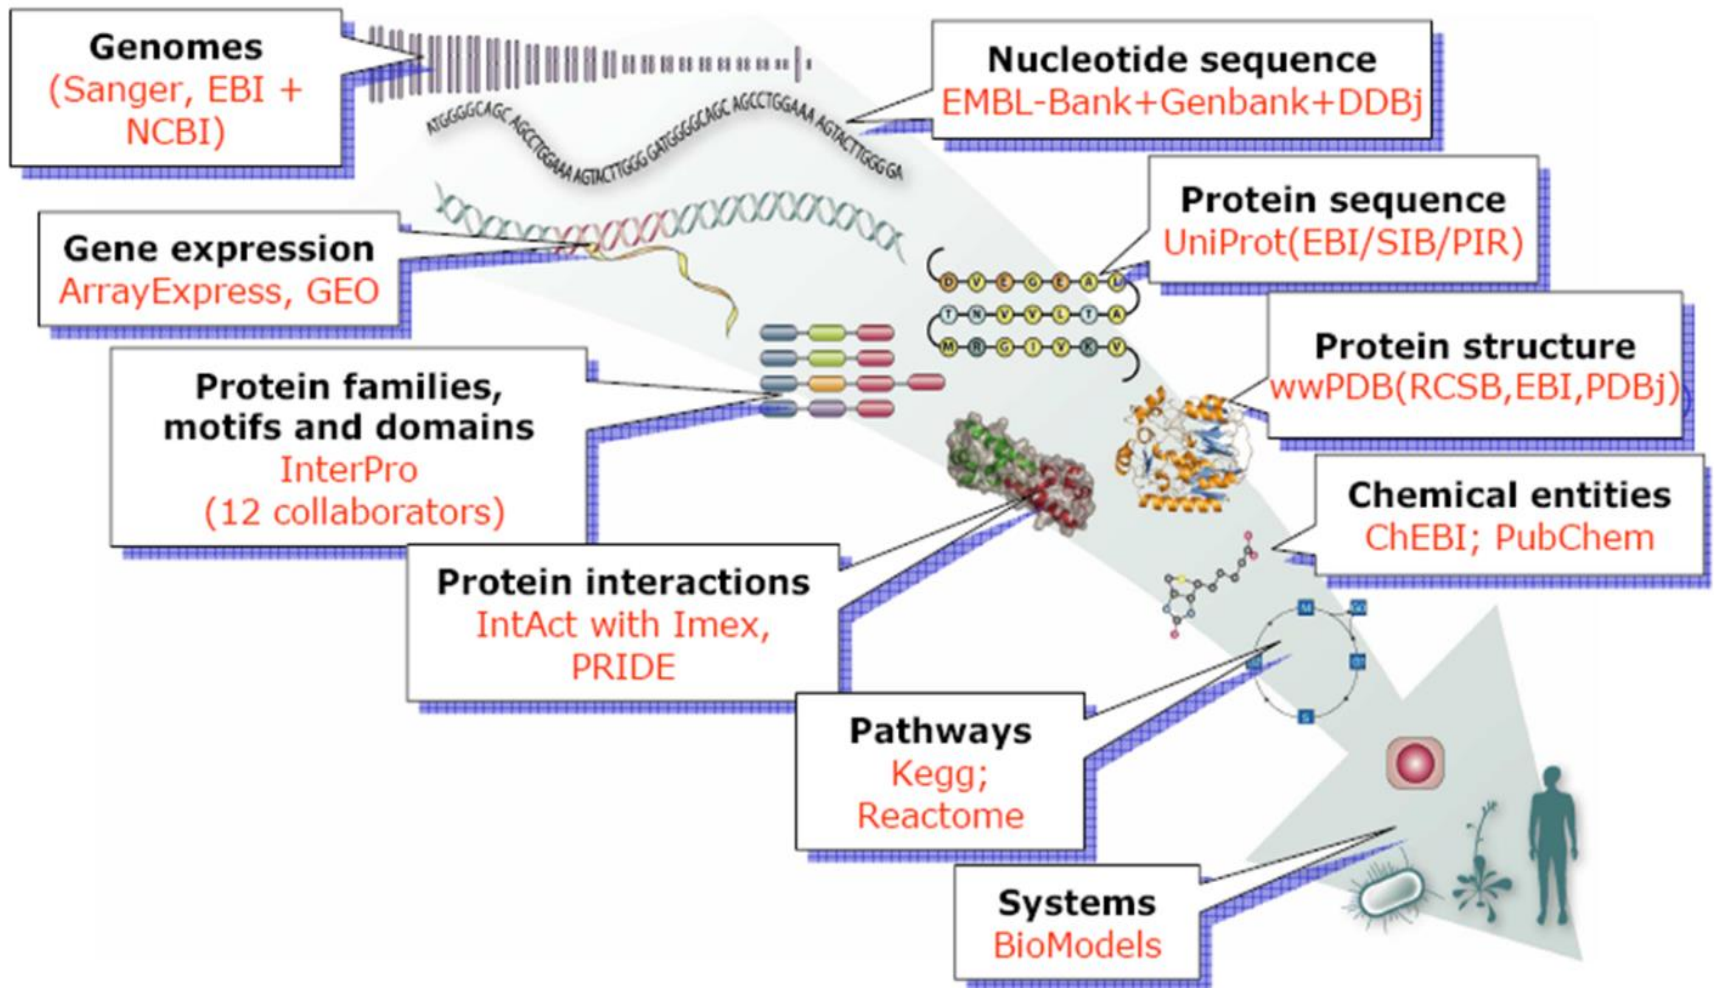 Genomes
(Sanger, EBI +
NCBI)
Nucleotide sequence
EMBL-Bank+Genbank+DDBj
ATGGGGCAGC AGCCTGGAAA AGTACTTGGG GATGGGGCAGC AGCCTGGAAA AGTACTTGGG GA
Protein sequence
UniProt(EBI/SIB/PIR)
Gene expression
ArrayExpress, GEO
D V E G E A L
T N V V L T A
M R G I V K V
Protein structure
wwPDB(RCSB,EBI,PDBj)
Protein families,
motifs and domains
InterPro
(12 collaborators)
Chemical entities
ChEBI; PubChem
Protein interactions
IntAct with Imex,
PRIDE
Pathways
Kegg;
Reactome
Systems
BioModels